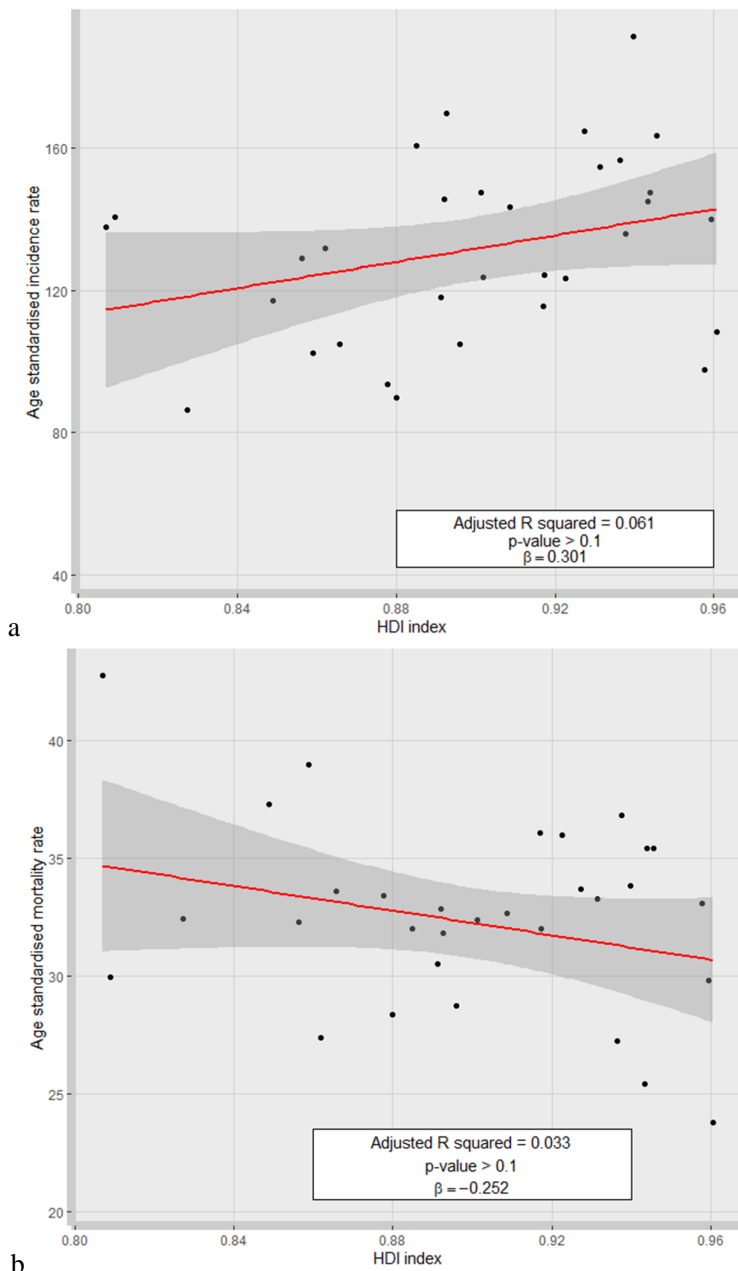 160
120
80
40
Age standardised incidence rate
Adjusted R squared = 0.061
p-value > 0.1
β = 0.301
0.80 0.84 0.88 0.92 0.96
HDI index
a
40
35
30
25
20
Age standardised mortality rate
Adjusted R squared = 0.033
p-value > 0.1
β = −0.252
0.80 0.84 0.88 0.92 0.96
HDI index
b